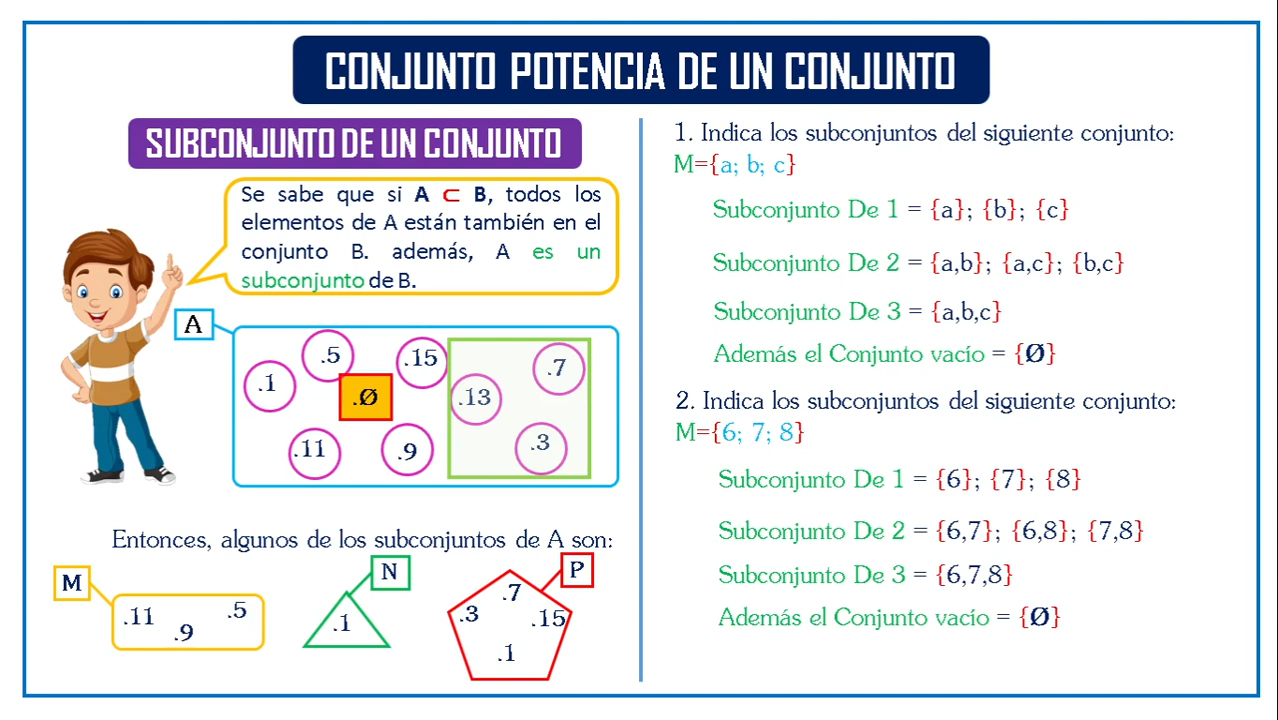 CONJUNTO POTENCIA DE UN CONJUNTO
SUBCONJUNTO DE UN CONJUNTO
Se sabe que si A ⊂ B, todos los
elementos de A están también en el
conjunto B. además, A es un
subconjunto de B.
A
.1
.5
.15
.7
.Ø
.13
.11
.9
.3
Entonces, algunos de los subconjuntos de A son:
M
.11
.9
.5
N
.1
P
.7
.3
.15
.1
1. Indica los subconjuntos del siguiente conjunto:
M={a; b; c}
Subconjunto De 1 = {a}; {b}; {c}
Subconjunto De 2 = {a,b}; {a,c}; {b,c}
Subconjunto De 3 = {a,b,c}
Además el Conjunto vacío = {Ø}
2. Indica los subconjuntos del siguiente conjunto:
M={6; 7; 8}
Subconjunto De 1 = {6}; {7}; {8}
Subconjunto De 2 = {6,7}; {6,8}; {7,8}
Subconjunto De 3 = {6,7,8}
Además el Conjunto vacío = {Ø}